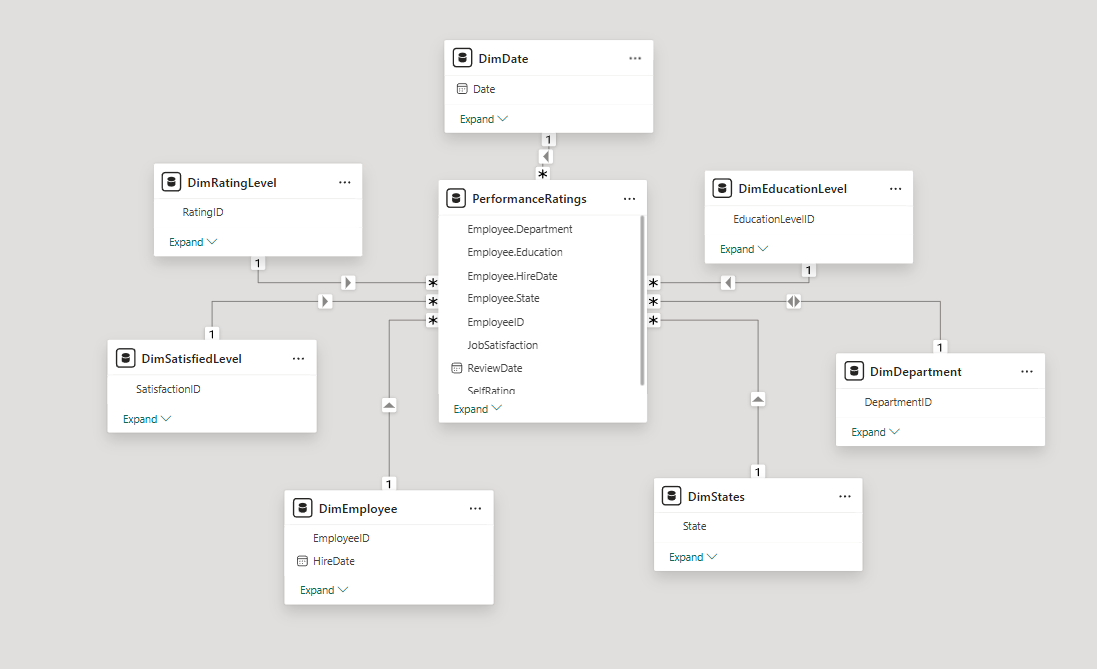 DimDate
Date
Expand
1
*
DimRatingLevel
RatingID
Expand
1
*
PerformanceRatings
Employee.Department
Employee.Education
Employee.HireDate
Employee.State
EmployeeID
JobSatisfaction
ReviewDate
SelfRating
Expand
DimEducationLevel
EducationLevelID
Expand
1
*
DimSatisfiedLevel
SatisfactionID
Expand
1
*
DimDepartment
DepartmentID
Expand
1
*
DimEmployee
EmployeeID
HireDate
Expand
1
*
DimStates
State
Expand
1
*